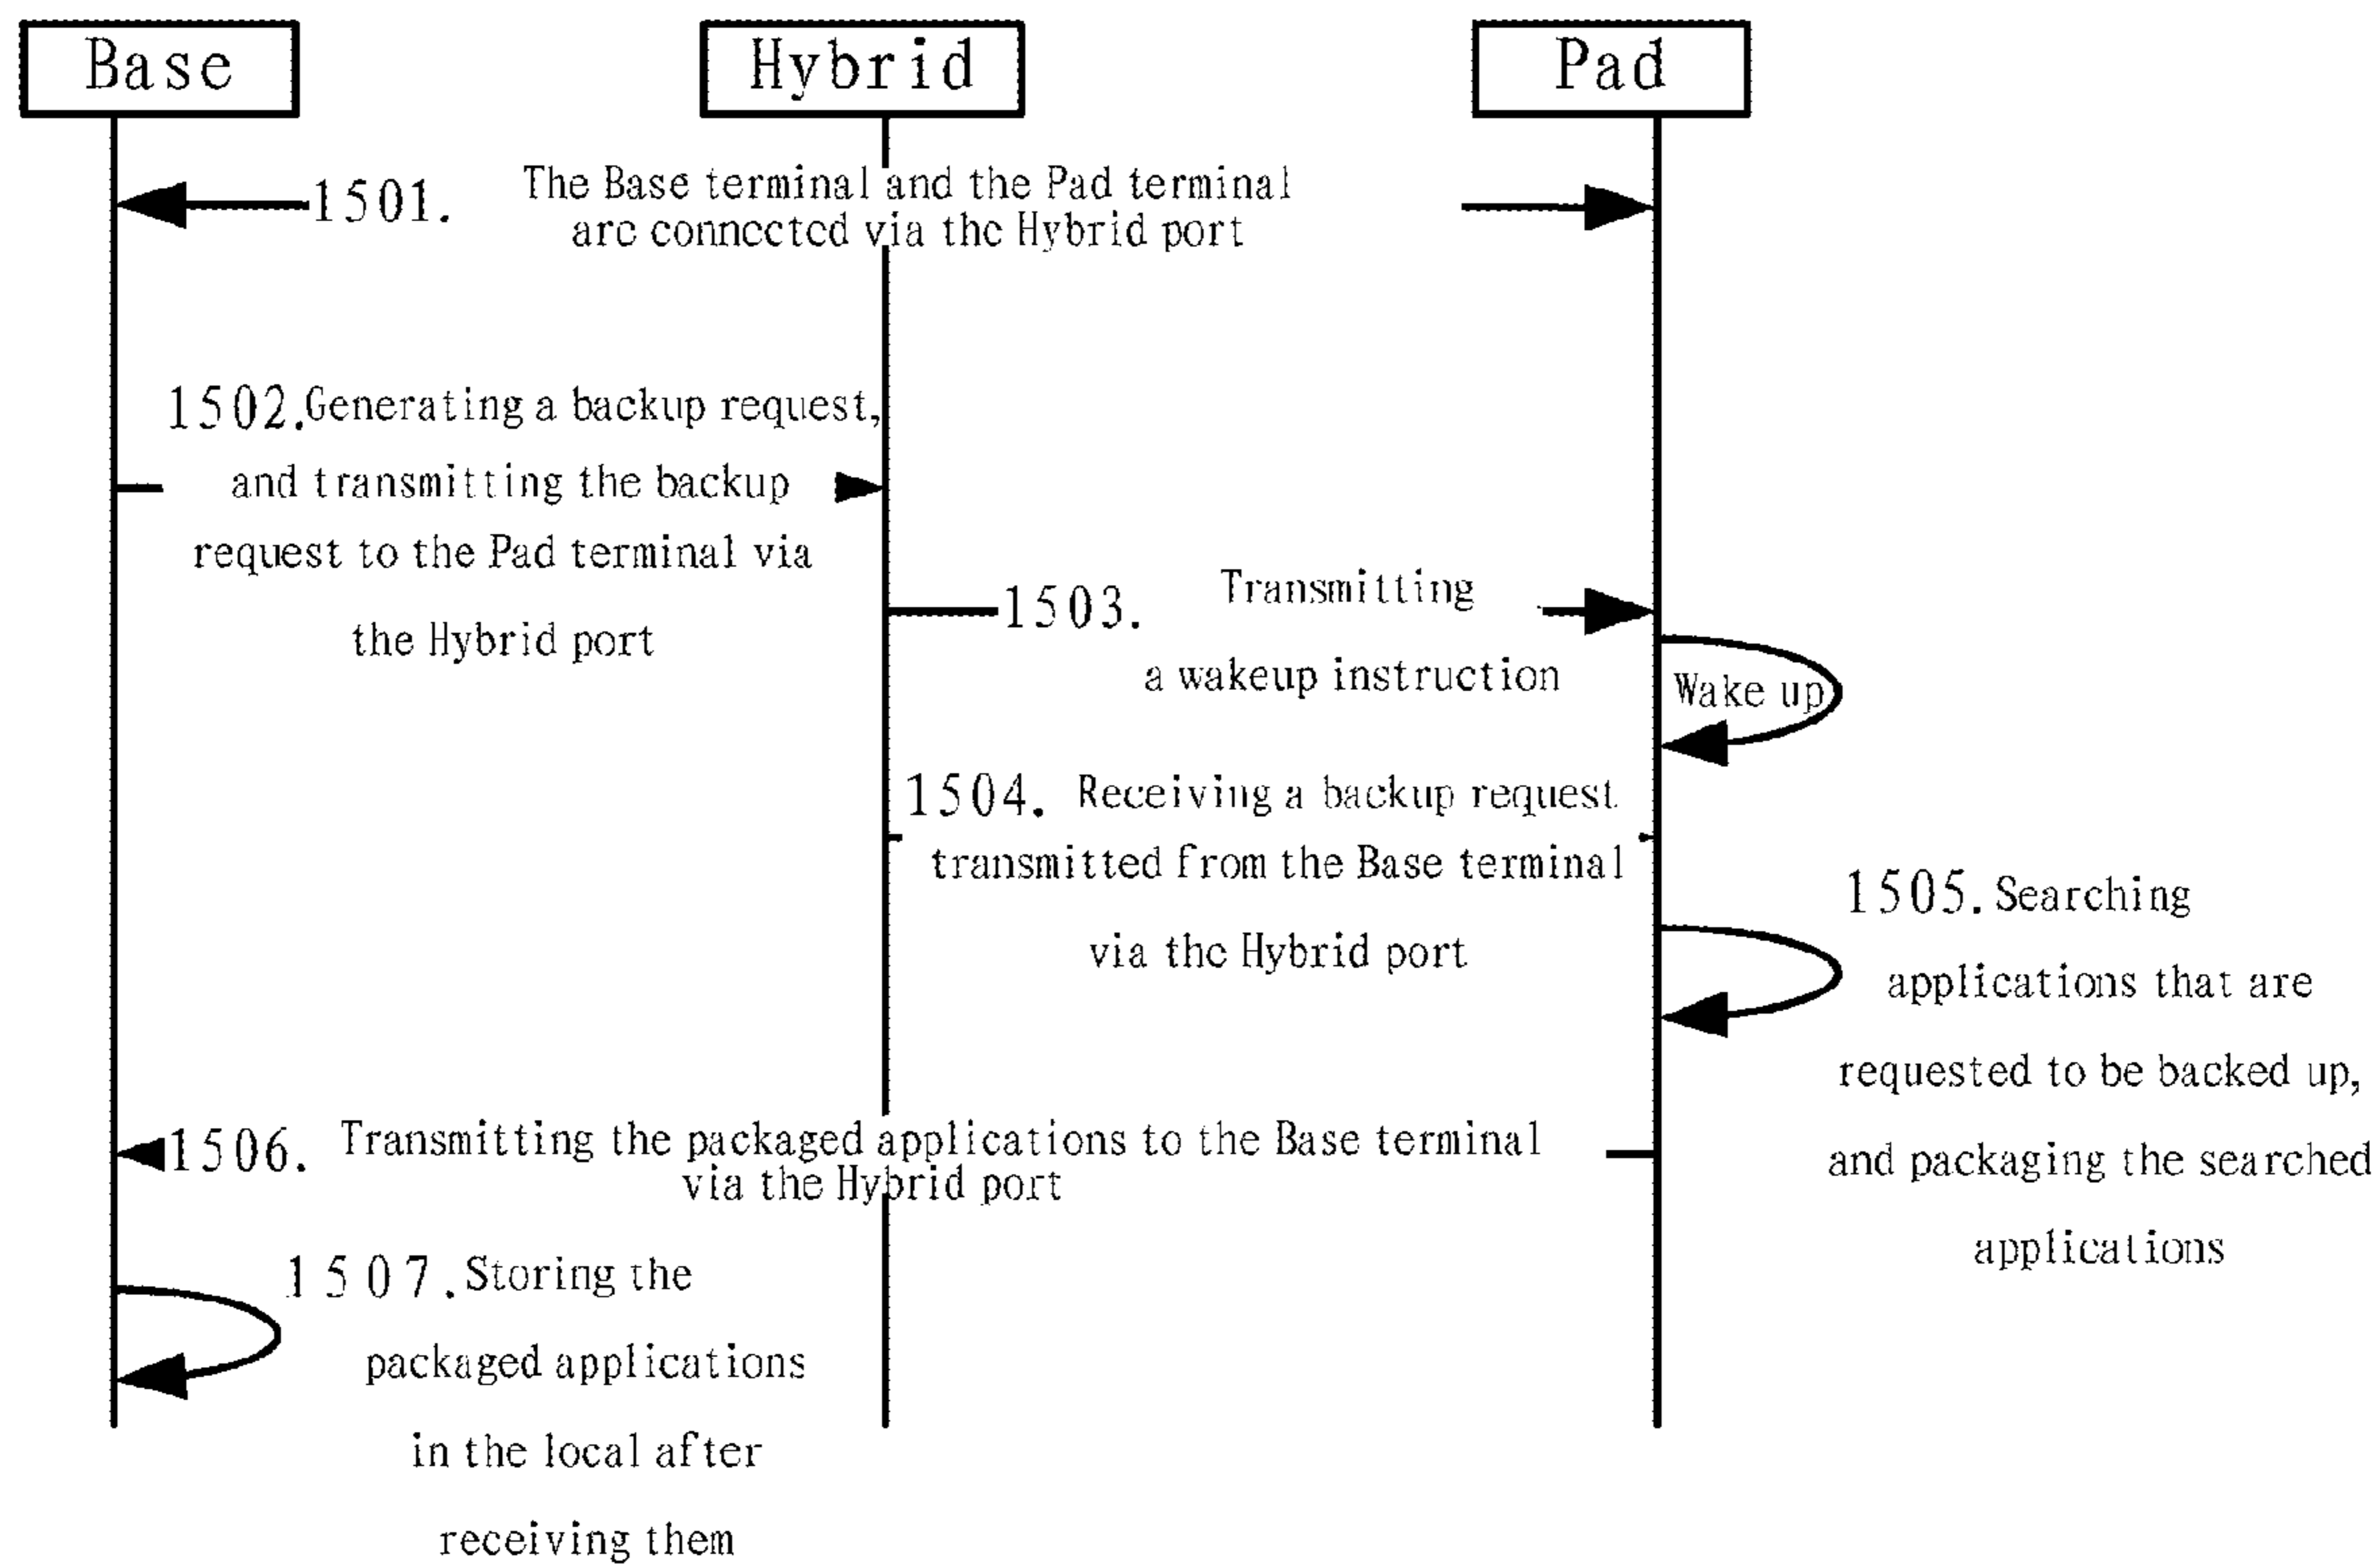 Base
Hybrid
Pad
1501. The Base terminal and the Pad terminal
are connected via the Hybrid port
1502. Generating a backup request,
and transmitting the backup
request to the Pad terminal via
the Hybrid port
1503. Transmitting
a wakeup instruction
Wake up
1504. Receiving a backup request
transmitted from the Base terminal
via the Hybrid port
1505. Searching
applications that are
requested to be backed up,
and packaging the searched
applications
1506. Transmitting the packaged applications to the Base terminal
via the Hybrid port
1507. Storing the
packaged applications
in the local after
receiving them